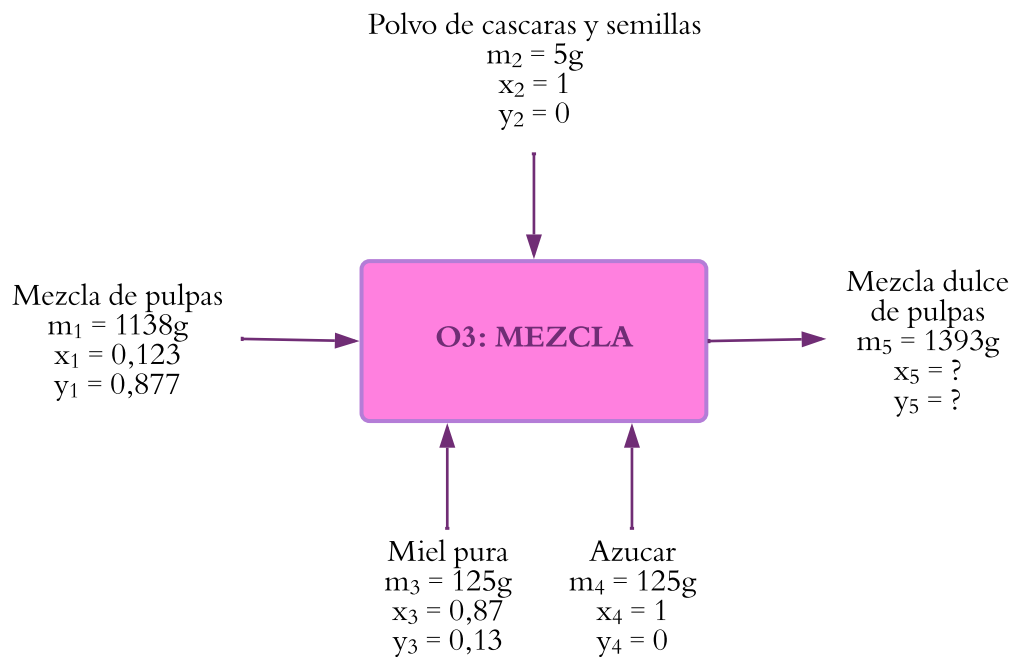 Polvo de cascaras y semillas
m₂ = 5g
x₂ = 1
y₂ = 0
Mezcla de pulpas
m₁ = 1138g
x₁ = 0,123
y₁ = 0,877
O3: MEZCLA
Mezcla dulce
de pulpas
m₅ = 1393g
x₅ = ?
y₅ = ?
Miel pura
m₃ = 125g
x₃ = 0,87
y₃ = 0,13
Azucar
m₄ = 125g
x₄ = 1
y₄ = 0